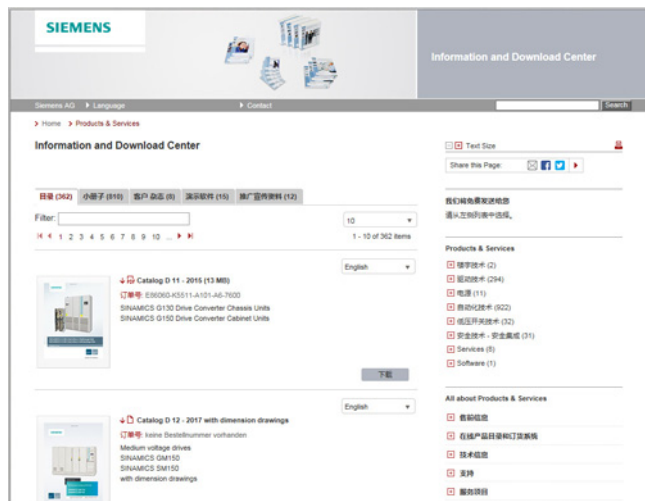 SIEMENS
Information and Download Center
Siemens AG Language Contact Search
Home Products & Services
Information and Download Center
目录 (362) 小册子 (810) 客户 杂志 (8) 演示软件 (15) 推广宣传资料 (12)
Filter:
10
1 2 3 4 5 6 7 8 9 10 ...
1 - 10 of 362 items
English
Catalog D 11 - 2015 (13 MB)
订单号: E86060-K5511-A101-A6-7600
SINAMICS G130 Drive Converter Chassis Units
SINAMICS G150 Drive Converter Cabinet Units
下载
English
Catalog D 12 - 2017 with dimension drawings
订单号: keine Bestellnummer vorhanden
Medium voltage drives
SINAMICS GM150
SINAMICS SM150
with dimension drawings
Text Size
Share this Page:
我们将免费发送给您
请从左侧列表中选择。
Products & Services
楼宇技术 (2)
驱动技术 (294)
电源 (11)
自动化技术 (922)
低压开关技术 (32)
安全技术 - 安全集成 (31)
Services (8)
Software (1)
All about Products & Services
售前信息
在线产品目录和订货系统
技术信息
支持
服务项目